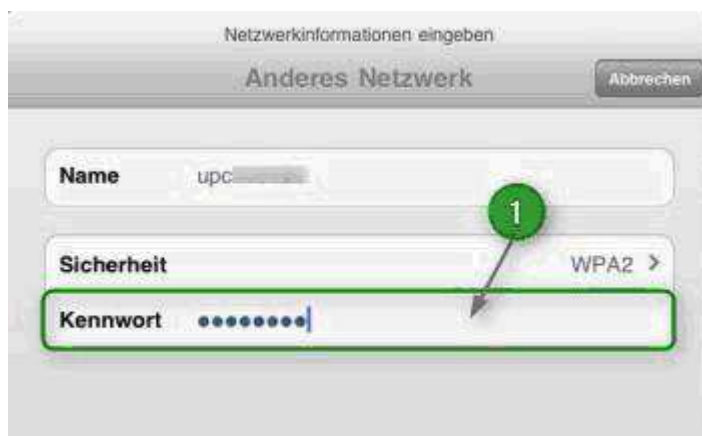 Netzwerkinformationen eingeben
Anderes Netzwerk
Abbrechen
Name upc
1
Sicherheit WPA2 >
Kennwort ••••••••